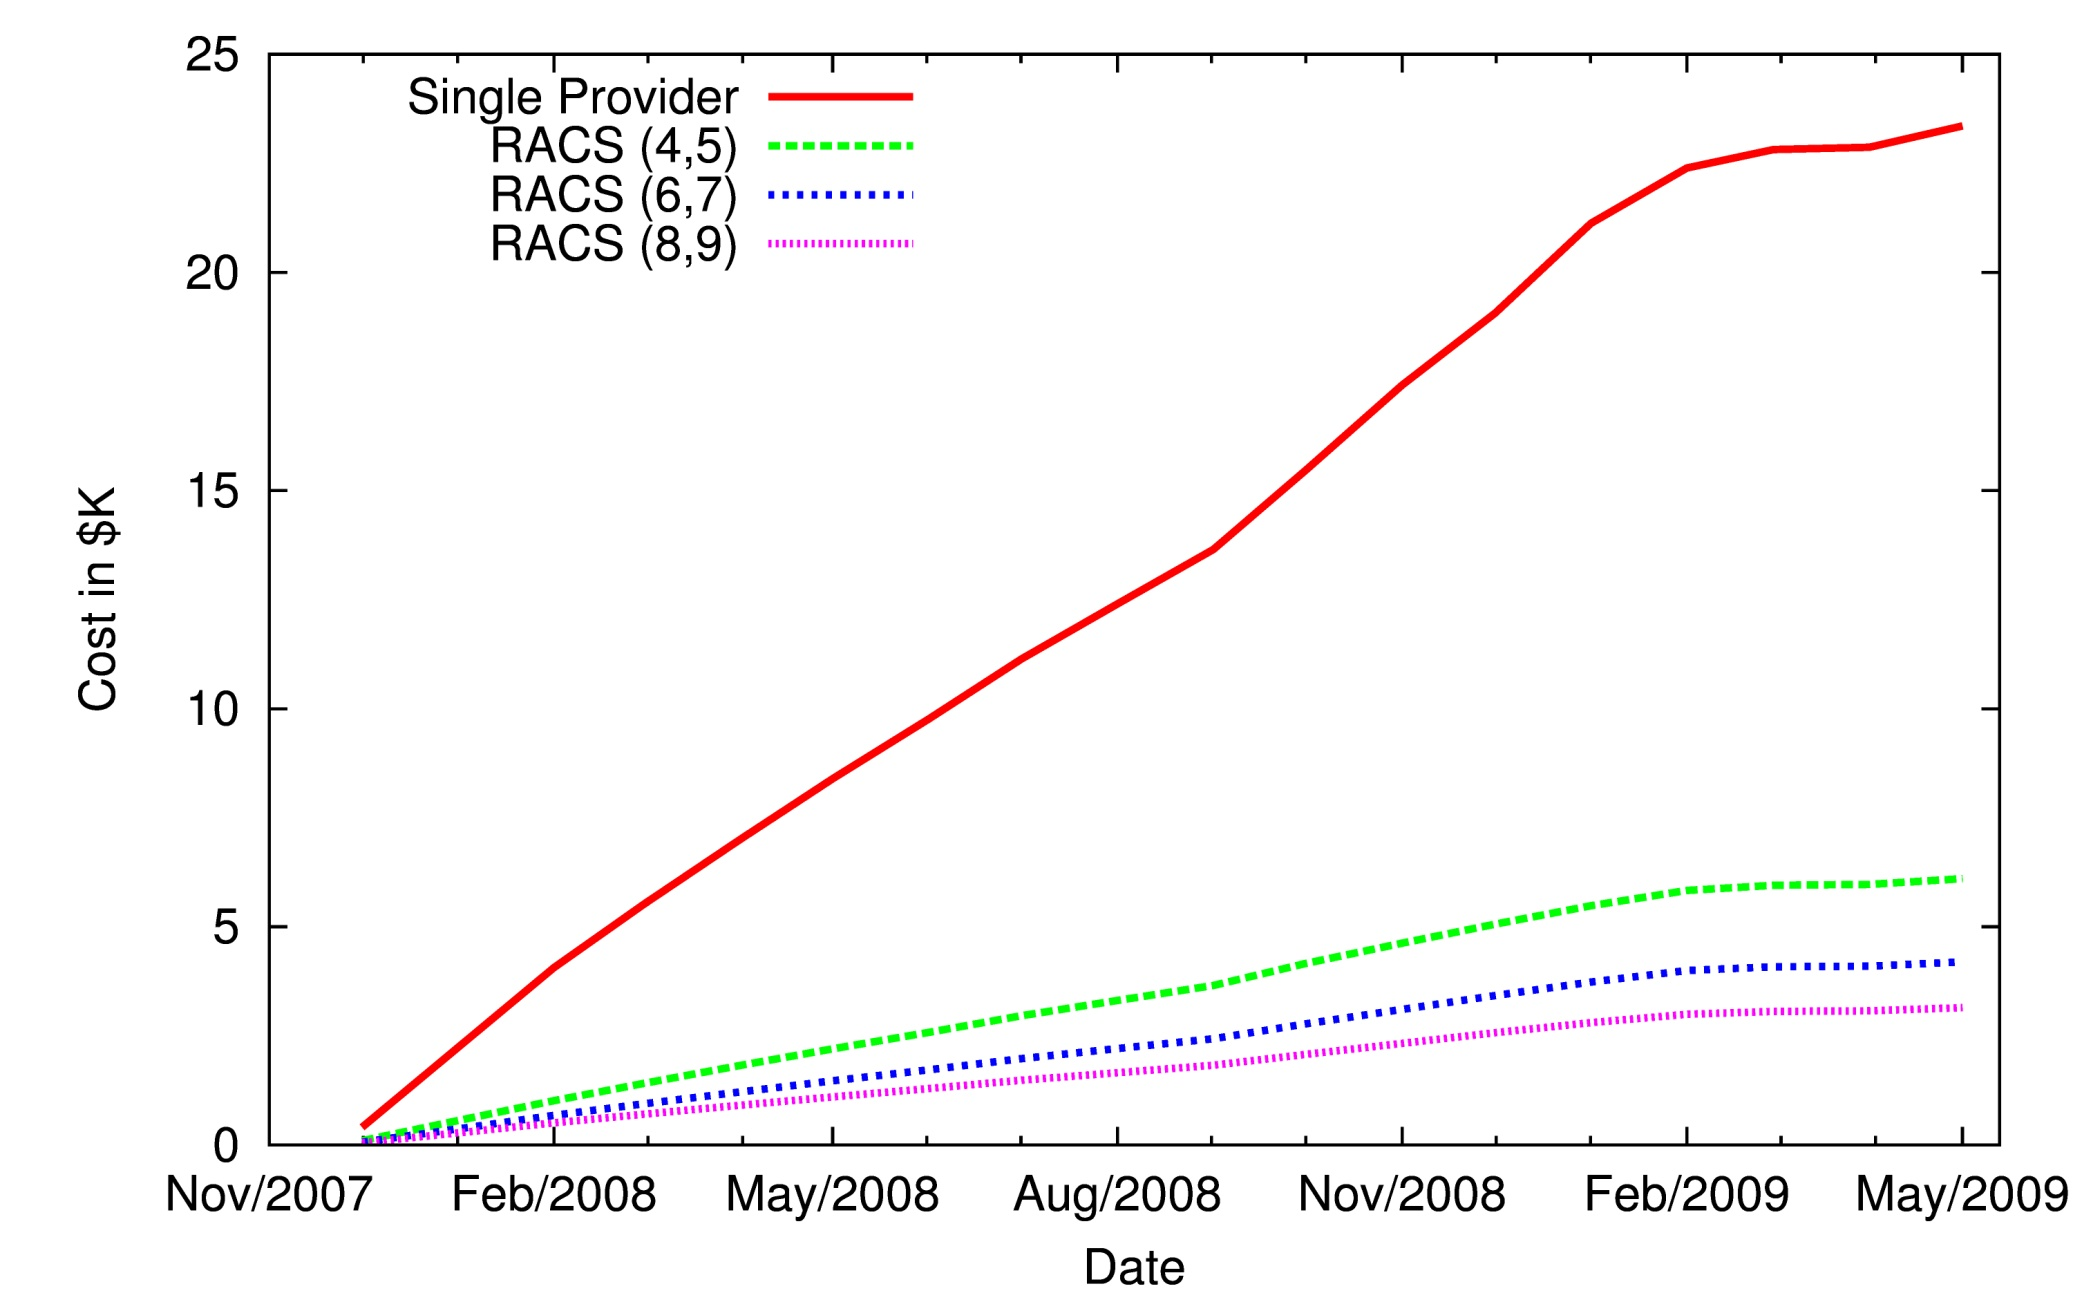 25
20
15
10
5
0
Cost in $K
Single Provider
RACS (4,5)
RACS (6,7)
RACS (8,9)
Nov/2007 Feb/2008 May/2008 Aug/2008 Nov/2008 Feb/2009 May/2009
Date